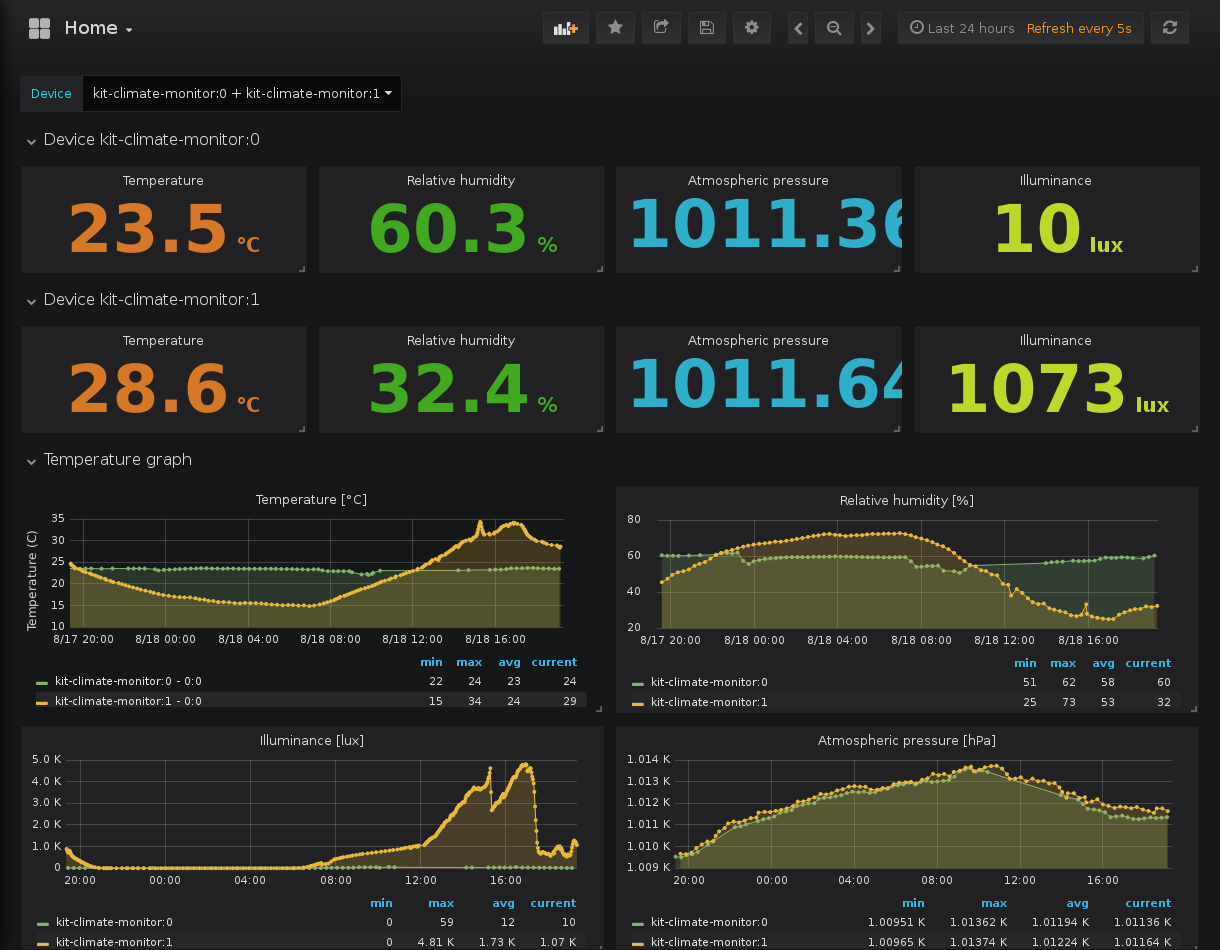 Home
Last 24 hours Refresh every 5s
Device kit-climate-monitor:0 + kit-climate-monitor:1
Device kit-climate-monitor:0
Temperature Relative humidity Atmospheric pressure Illuminance
23.5 °C 60.3 % 1011.36 10 lux
Device kit-climate-monitor:1
Temperature Relative humidity Atmospheric pressure Illuminance
28.6 °C 32.4 % 1011.64 1073 lux
Temperature graph
Temperature [°C]
Temperature (C)
35
30
25
20
15
10
8/17 20:00 8/18 00:00 8/18 04:00 8/18 08:00 8/18 12:00 8/18 16:00
min max avg current
kit-climate-monitor:0 - 0:0 22 24 23 24
kit-climate-monitor:1 - 0:0 15 34 24 29
Relative humidity [%]
80
60
40
20
8/17 20:00 8/18 00:00 8/18 04:00 8/18 08:00 8/18 12:00 8/18 16:00
min max avg current
kit-climate-monitor:0 51 62 58 60
kit-climate-monitor:1 25 73 53 32
Illuminance [lux]
5.0 K
4.0 K
3.0 K
2.0 K
1.0 K
0
20:00 00:00 04:00 08:00 12:00 16:00
min max avg current
kit-climate-monitor:0 0 59 12 10
kit-climate-monitor:1 0 4.81 K 1.73 K 1.07 K
Atmospheric pressure [hPa]
1.014 K
1.013 K
1.012 K
1.011 K
1.010 K
1.009 K
20:00 00:00 04:00 08:00 12:00 16:00
min max avg current
kit-climate-monitor:0 1.00951 K 1.01362 K 1.01194 K 1.01136 K
kit-climate-monitor:1 1.00965 K 1.01374 K 1.01224 K 1.01164 K